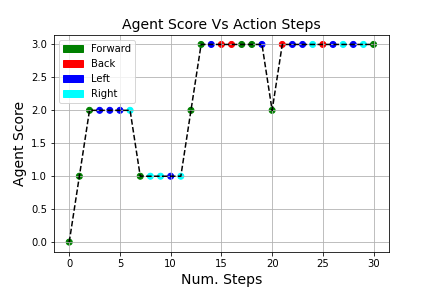 Agent Score Vs Action Steps
Agent Score
3.0
2.5
2.0
1.5
1.0
0.5
0.0
Forward
Back
Left
Right
0 5 10 15 20 25 30
Num. Steps